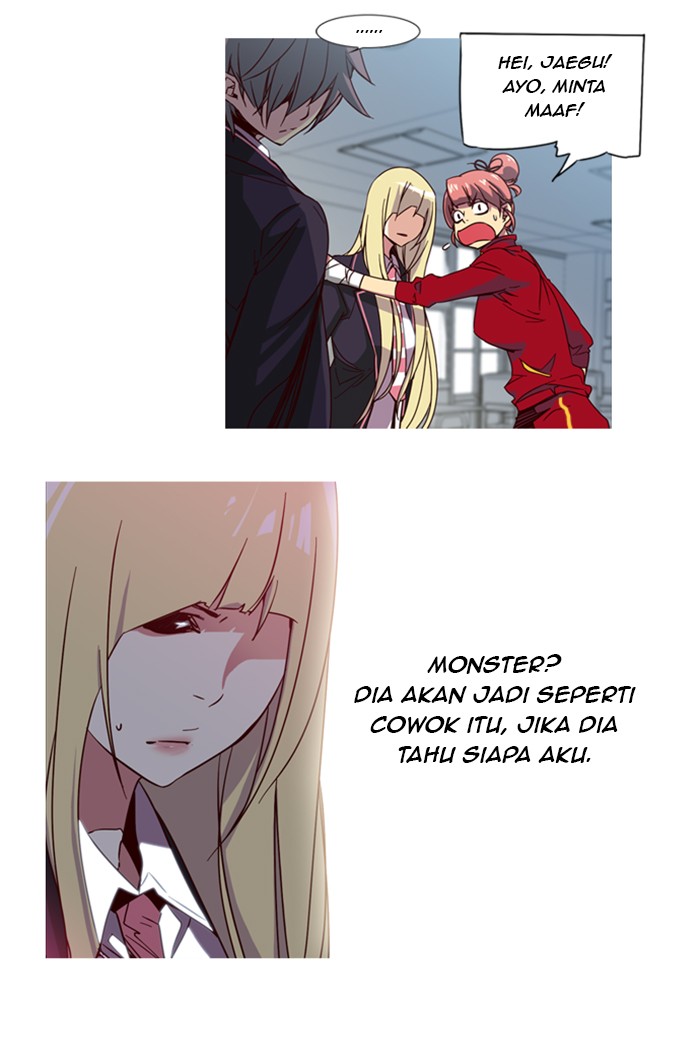 ......
HEI, JAEGU!
AYO, MINTA
MAAF!
MONSTER?
DIA AKAN JADI SEPERTI
COWOK ITU, JIKA DIA
TAHU SIAPA AKU.